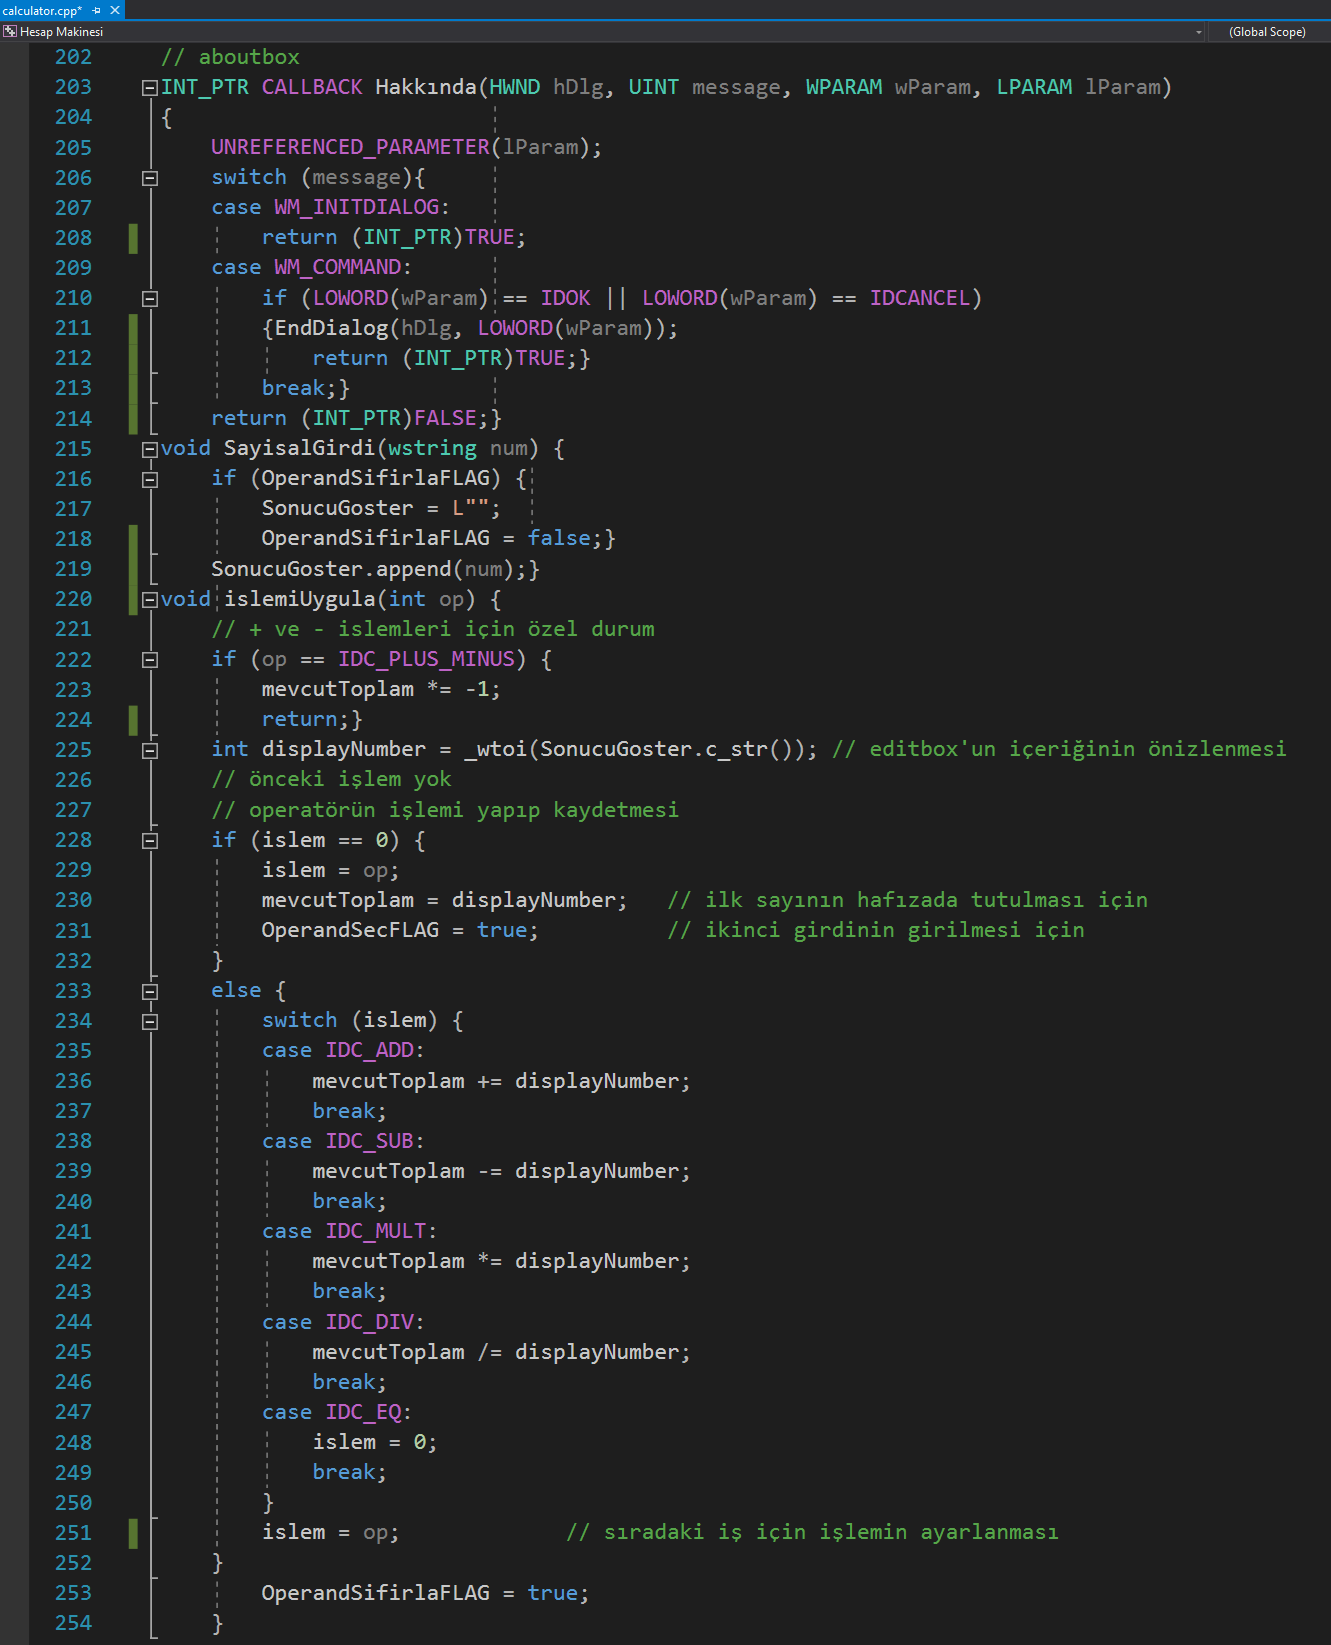 calculator.cpp*
Hesap Makinesi (Global Scope)
202 // aboutbox
203 INT_PTR CALLBACK Hakkında(HWND hDlg, UINT message, WPARAM wParam, LPARAM lParam)
204 {
205 UNREFERENCED_PARAMETER(lParam);
206 switch (message){
207 case WM_INITDIALOG:
208 return (INT_PTR)TRUE;
209 case WM_COMMAND:
210 if (LOWORD(wParam) == IDOK || LOWORD(wParam) == IDCANCEL)
211 {EndDialog(hDlg, LOWORD(wParam));
212 return (INT_PTR)TRUE;}
213 break;}
214 return (INT_PTR)FALSE;}
215 void SayisalGirdi(wstring num) {
216 if (OperandSifirlaFLAG) {
217 SonucuGoster = L"";
218 OperandSifirlaFLAG = false;}
219 SonucuGoster.append(num);}
220 void islemiUygula(int op) {
221 // + ve - islemleri için özel durum
222 if (op == IDC_PLUS_MINUS) {
223 mevcutToplam *= -1;
224 return;}
225 int displayNumber = _wtoi(SonucuGoster.c_str()); // editbox'un içeriğinin önizlenmesi
226 // önceki işlem yok
227 // operatörün işlemi yapıp kaydetmesi
228 if (islem == 0) {
229 islem = op;
230 mevcutToplam = displayNumber; // ilk sayının hafızada tutulması için
231 OperandSecFLAG = true; // ikinci girdinin girilmesi için
232 }
233 else {
234 switch (islem) {
235 case IDC_ADD:
236 mevcutToplam += displayNumber;
237 break;
238 case IDC_SUB:
239 mevcutToplam -= displayNumber;
240 break;
241 case IDC_MULT:
242 mevcutToplam *= displayNumber;
243 break;
244 case IDC_DIV:
245 mevcutToplam /= displayNumber;
246 break;
247 case IDC_EQ:
248 islem = 0;
249 break;
250 }
251 islem = op; // sıradaki iş için işlemin ayarlanması
252 }
253 OperandSifirlaFLAG = true;
254 }